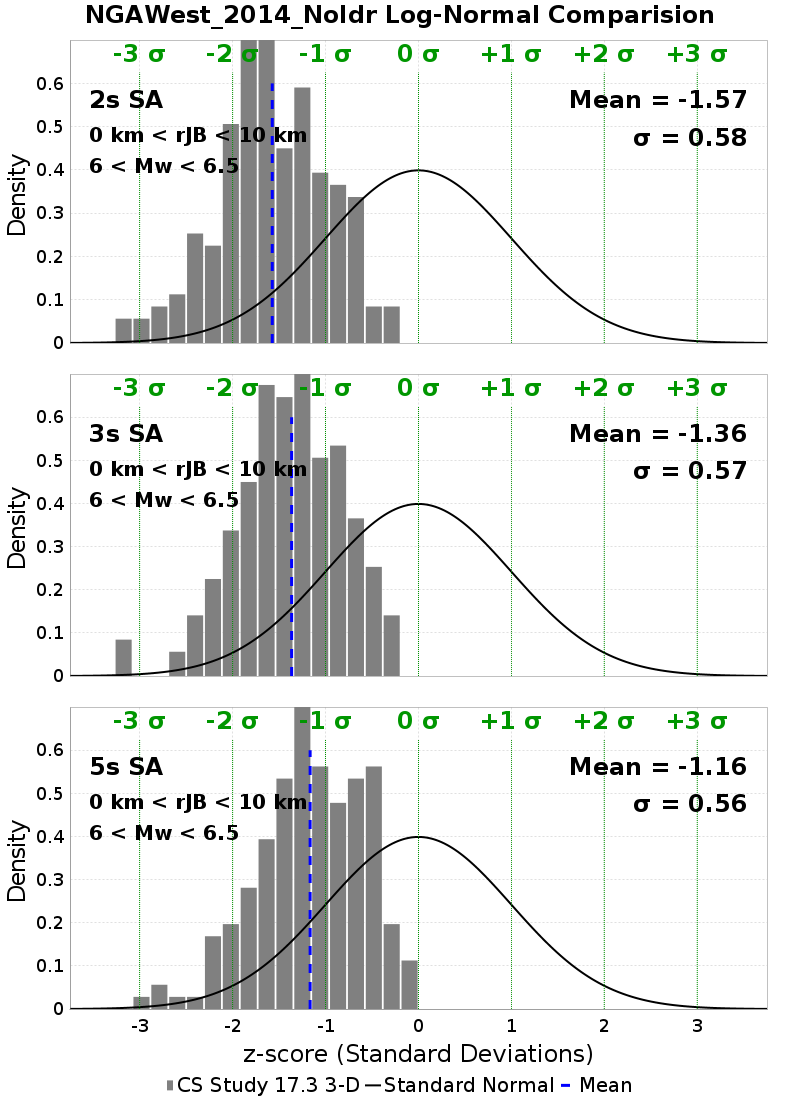 NGAWest_2014_NoIdr Log-Normal Comparision
-3 σ -2 σ -1 σ 0 σ +1 σ +2 σ +3 σ
2s SA
0 km < rJB < 10 km
6 < Mw < 6.5
Mean = -1.57
σ = 0.58
Density
0.6
0.5
0.4
0.3
0.2
0.1
0
-3 σ -2 σ -1 σ 0 σ +1 σ +2 σ +3 σ
3s SA
0 km < rJB < 10 km
6 < Mw < 6.5
Mean = -1.36
σ = 0.57
Density
0.6
0.5
0.4
0.3
0.2
0.1
0
-3 σ -2 σ -1 σ 0 σ +1 σ +2 σ +3 σ
5s SA
0 km < rJB < 10 km
6 < Mw < 6.5
Mean = -1.16
σ = 0.56
Density
0.6
0.5
0.4
0.3
0.2
0.1
0
-3 -2 -1 0 1 2 3
z-score (Standard Deviations)
CS Study 17.3 3-D Standard Normal Mean